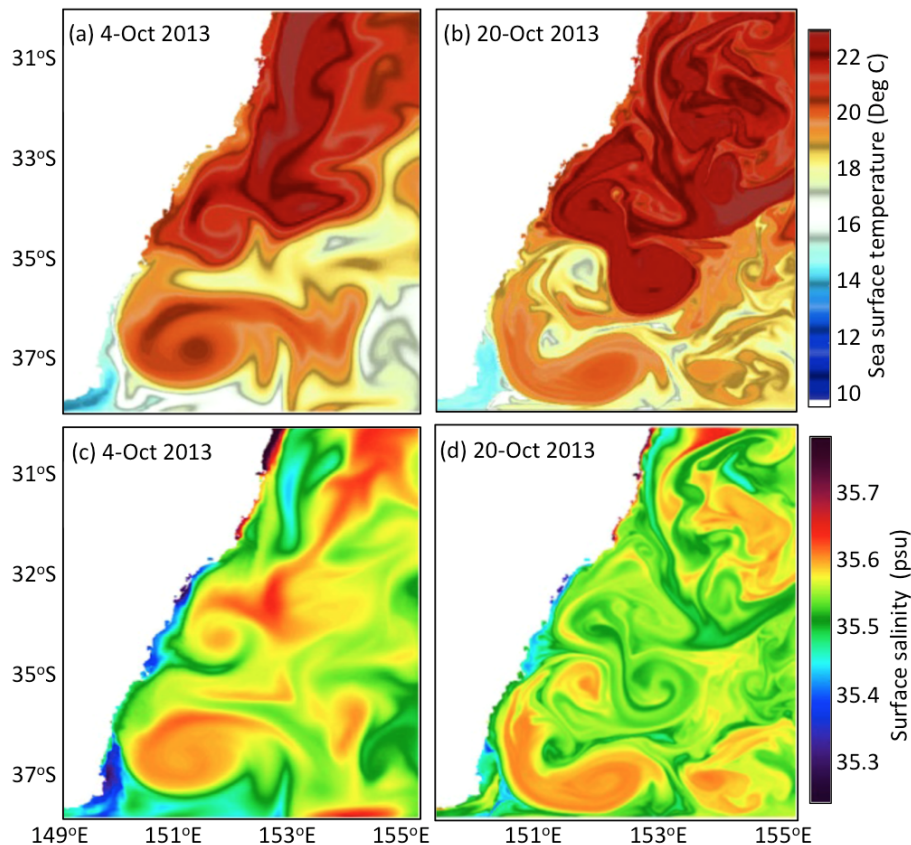 (a) 4-Oct 2013
(b) 20-Oct 2013
31°S
33°S
35°S
37°S
22
20
18
16
14
12
10
Sea surface temperature (Deg C)
(c) 4-Oct 2013
(d) 20-Oct 2013
31°S
32°S
35°S
37°S
35.7
35.6
35.5
35.4
35.3
Surface salinity (psu)
149°E 151°E 153°E 155°E 151°E 153°E 155°E